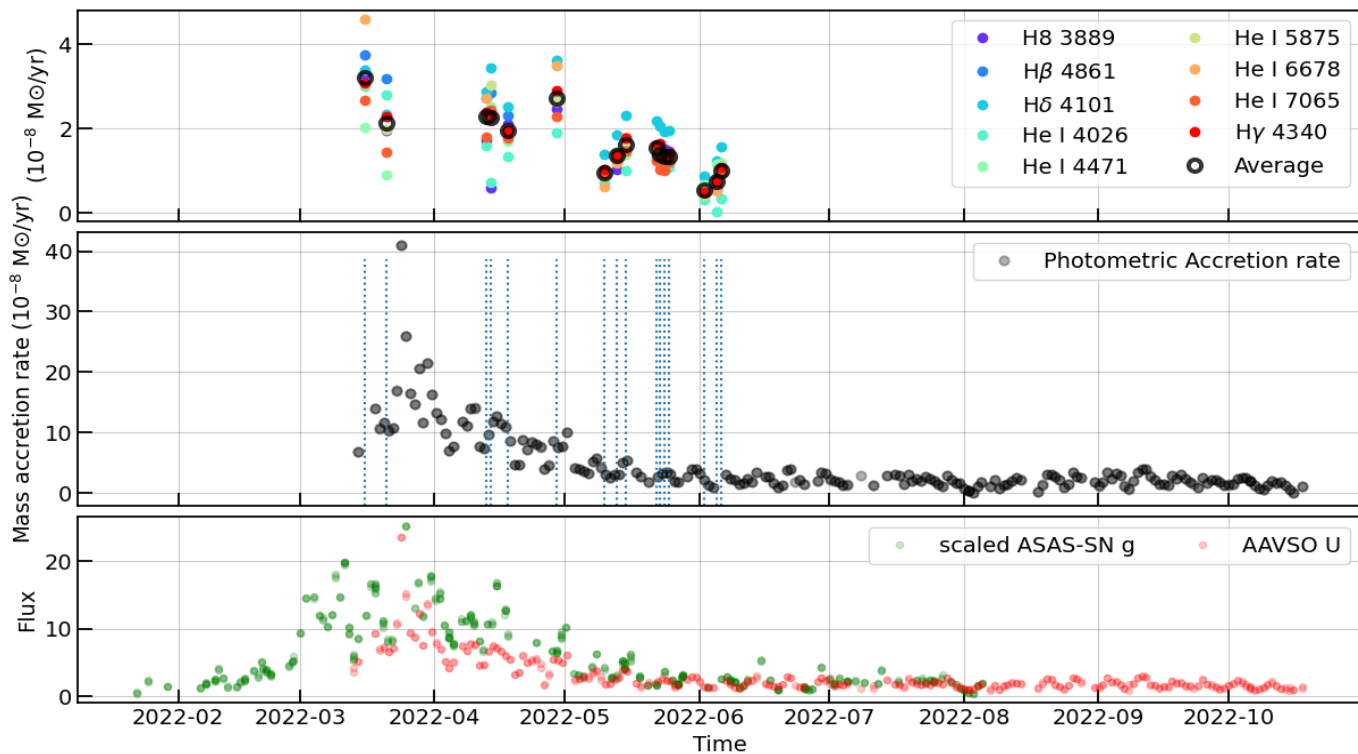 (10⁻⁸ M⊙/yr)
4
2
0
H8 3889
Hβ 4861
Hδ 4101
He I 4026
He I 4471
He I 5875
He I 6678
He I 7065
Hγ 4340
Average
Mass accretion rate (10⁻⁸ M⊙/yr)
40
30
20
10
0
Photometric Accretion rate
Flux
20
10
0
scaled ASAS-SN g
AAVSO U
2022-02 2022-03 2022-04 2022-05 2022-06 2022-07 2022-08 2022-09 2022-10
Time